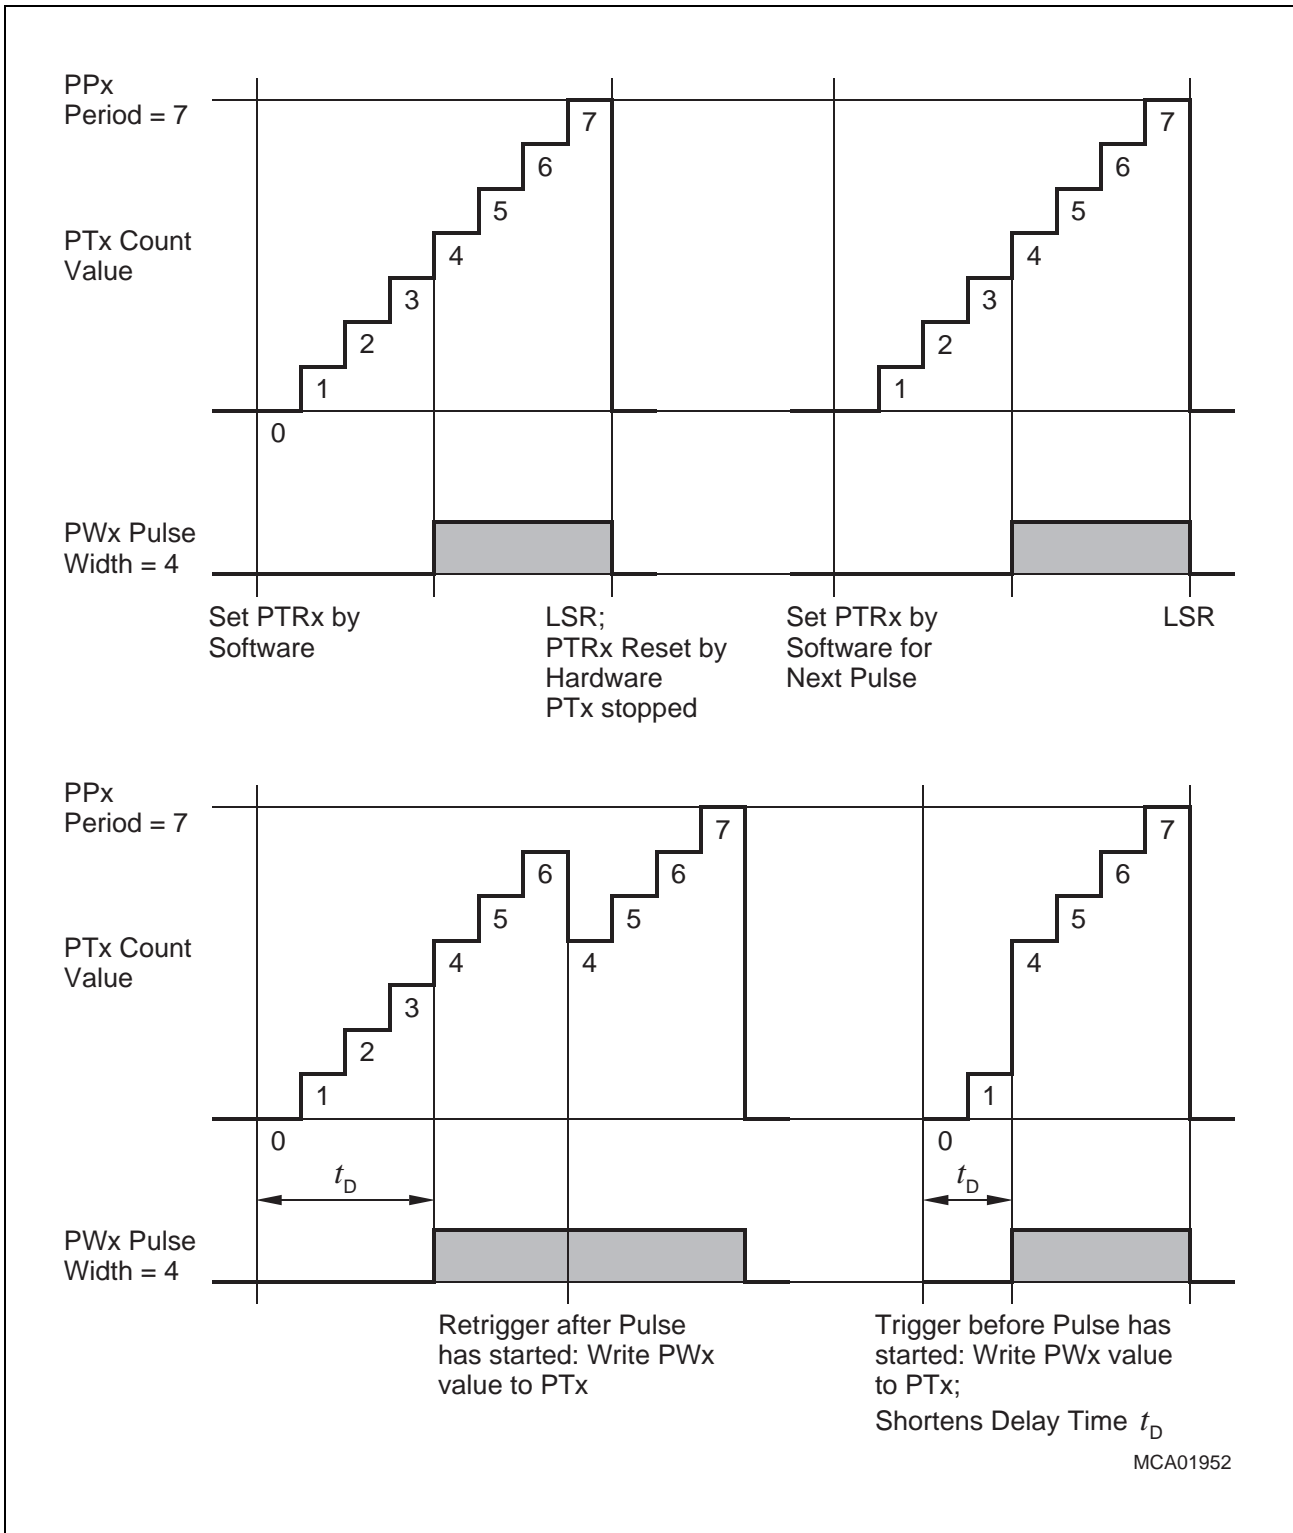 PPx
Period = 7
7
7
6
6
5
5
PTx Count
Value
4
4
3
3
2
2
1
1
0
PWx Pulse
Width = 4
Set PTRx by
Software
LSR;
PTRx Reset by
Hardware
PTx stopped
Set PTRx by
Software for
Next Pulse
LSR
PPx
Period = 7
7
7
6
6
6
5
5
5
PTx Count
Value
4
4
4
3
2
1
1
0
0
tD
tD
PWx Pulse
Width = 4
Retrigger after Pulse
has started: Write PWx
value to PTx
Trigger before Pulse has
started: Write PWx value
to PTx;
Shortens Delay Time tD
MCA01952